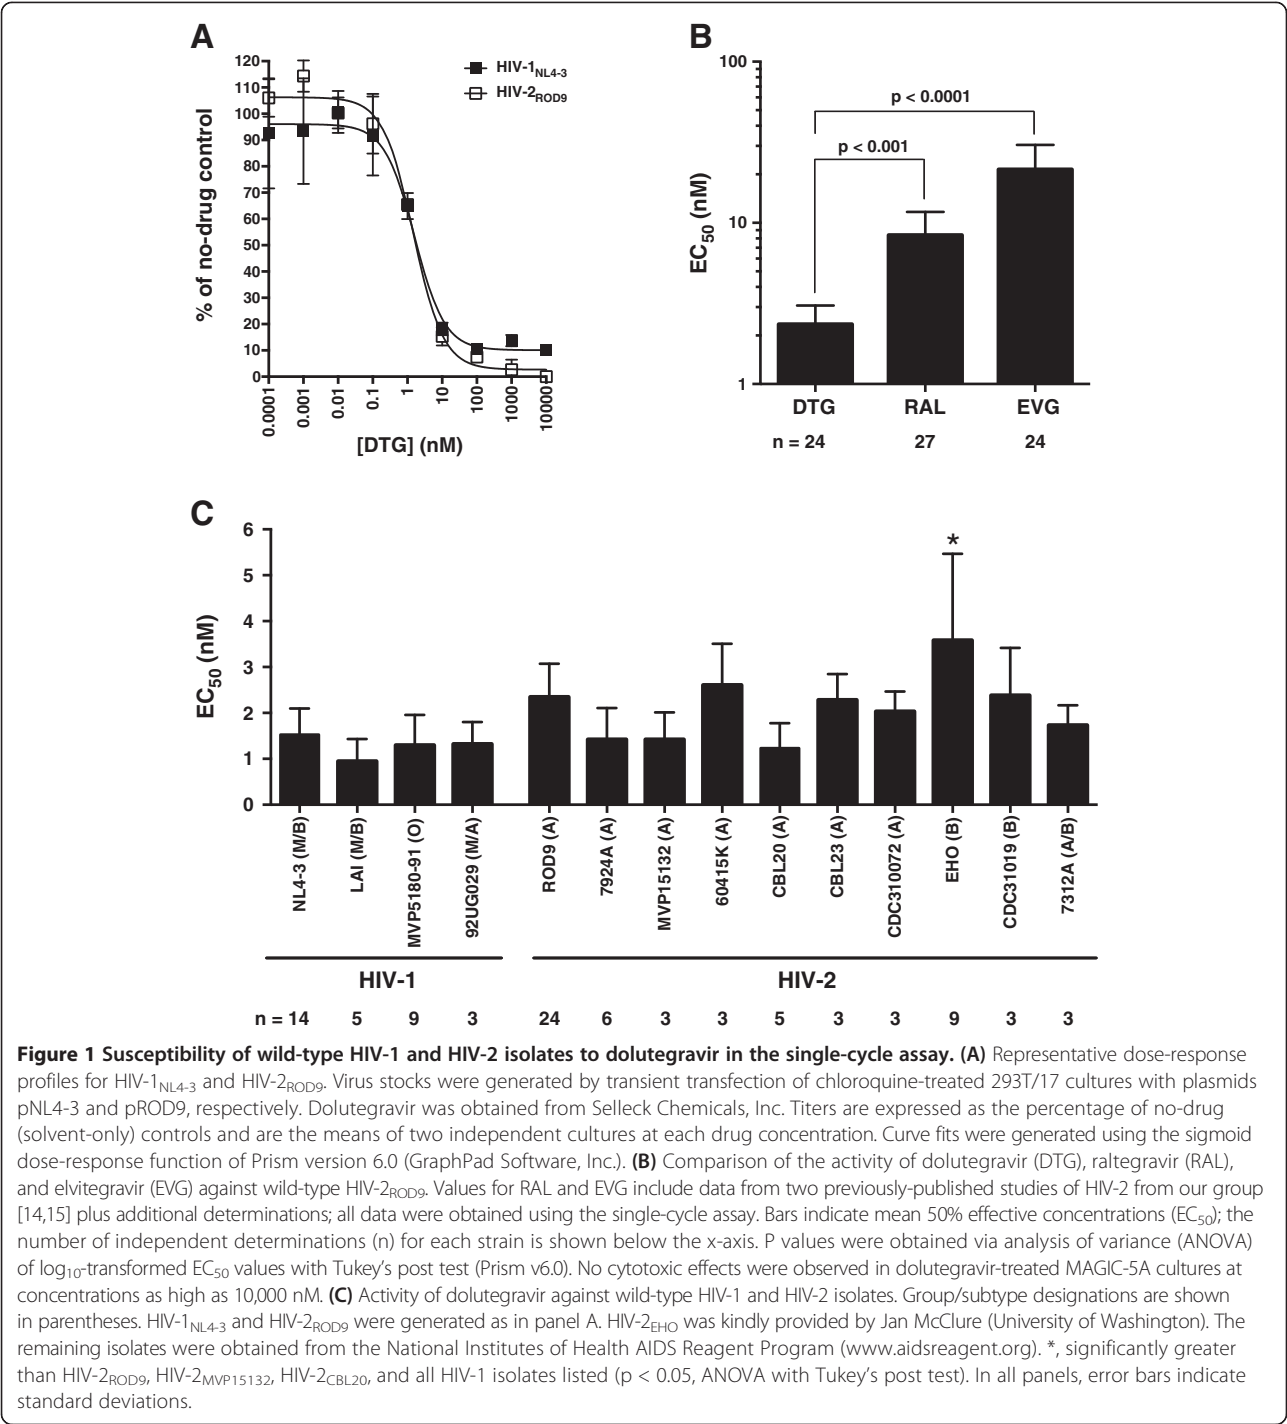 A
120
110
100
90
80
70
60
50
40
30
20
10
0
% of no-drug control
HIV-1NL4-3
HIV-2ROD9
0.0001
0.001
0.01
0.1
1
10
100
1000
10000
[DTG] (nM)
B
100
10
1
EC50 (nM)
p < 0.0001
p < 0.001
DTG RAL EVG
n = 24 27 24
C
6
5
4
3
2
1
0
EC50 (nM)
*
NL4-3 (M/B)
LAI (M/B)
MVP5180-91 (O)
92UG029 (M/A)
ROD9 (A)
7924A (A)
MVP15132 (A)
60415K (A)
CBL20 (A)
CBL23 (A)
CDC310072 (A)
EHO (B)
CDC31019 (B)
7312A (A/B)
HIV-1 HIV-2
n = 14 5 9 3 24 6 3 3 5 3 3 9 3 3
Figure 1 Susceptibility of wild-type HIV-1 and HIV-2 isolates to dolutegravir in the single-cycle assay. (A) Representative dose-response
profiles for HIV-1NL4-3 and HIV-2ROD9. Virus stocks were generated by transient transfection of chloroquine-treated 293T/17 cultures with plasmids
pNL4-3 and pROD9, respectively. Dolutegravir was obtained from Selleck Chemicals, Inc. Titers are expressed as the percentage of no-drug
(solvent-only) controls and are the means of two independent cultures at each drug concentration. Curve fits were generated using the sigmoid
dose-response function of Prism version 6.0 (GraphPad Software, Inc.). (B) Comparison of the activity of dolutegravir (DTG), raltegravir (RAL),
and elvitegravir (EVG) against wild-type HIV-2ROD9. Values for RAL and EVG include data from two previously-published studies of HIV-2 from our group
[14,15] plus additional determinations; all data were obtained using the single-cycle assay. Bars indicate mean 50% effective concentrations (EC50); the
number of independent determinations (n) for each strain is shown below the x-axis. P values were obtained via analysis of variance (ANOVA)
of log10-transformed EC50 values with Tukey's post test (Prism v6.0). No cytotoxic effects were observed in dolutegravir-treated MAGIC-5A cultures at
concentrations as high as 10,000 nM. (C) Activity of dolutegravir against wild-type HIV-1 and HIV-2 isolates. Group/subtype designations are shown
in parentheses. HIV-1NL4-3 and HIV-2ROD9 were generated as in panel A. HIV-2EHO was kindly provided by Jan McClure (University of Washington). The
remaining isolates were obtained from the National Institutes of Health AIDS Reagent Program (www.aidsreagent.org). *, significantly greater
than HIV-2ROD9, HIV-2MVP15132, HIV-2CBL20, and all HIV-1 isolates listed (p < 0.05, ANOVA with Tukey's post test). In all panels, error bars indicate
standard deviations.